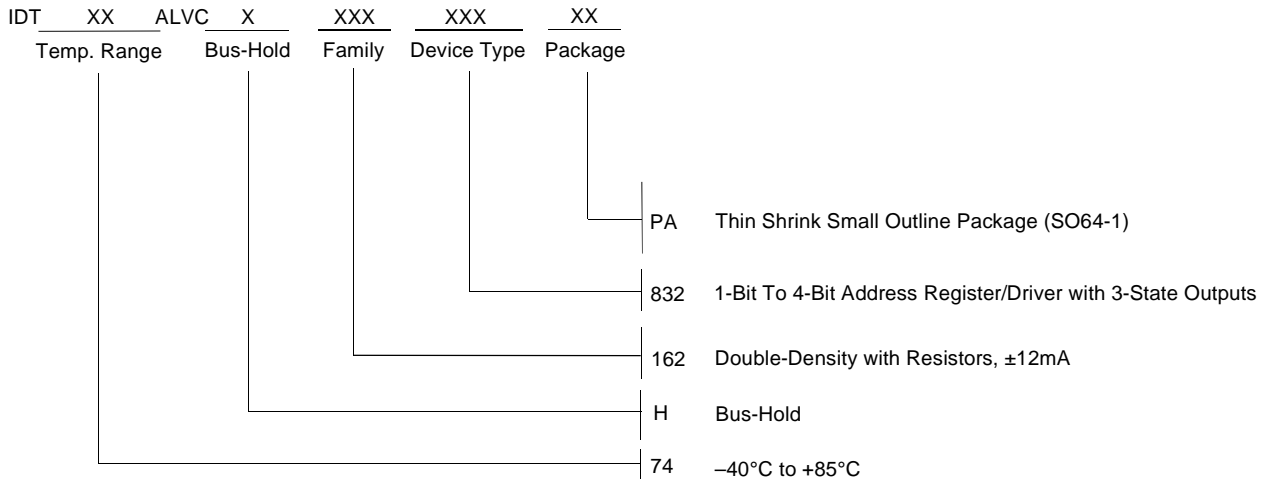 IDT XX ALVC X XXX XXX XX
Temp. Range Bus-Hold Family Device Type Package
PA Thin Shrink Small Outline Package (SO64-1)
832 1-Bit To 4-Bit Address Register/Driver with 3-State Outputs
162 Double-Density with Resistors, ±12mA
H Bus-Hold
74 –40°C to +85°C